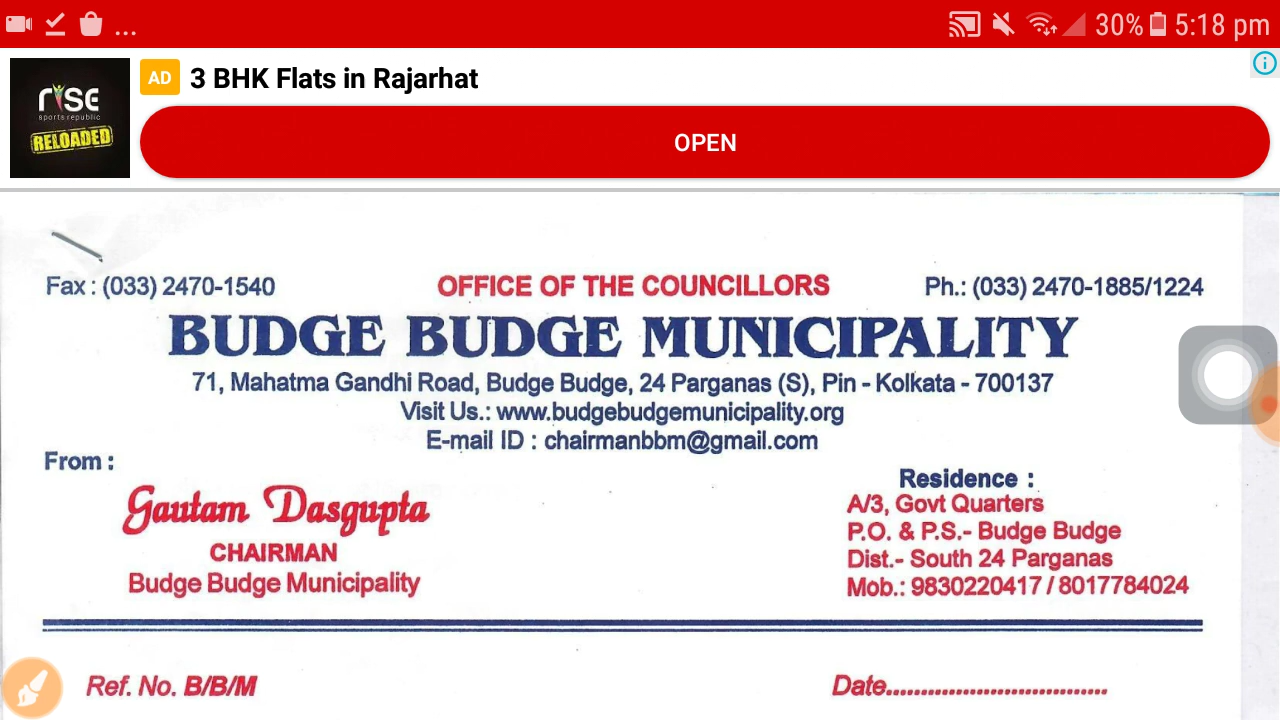 ... 30% 5:18 pm
rise
sports republic
RELOADED
AD 3 BHK Flats in Rajarhat
OPEN
Fax : (033) 2470-1540 OFFICE OF THE COUNCILLORS Ph.: (033) 2470-1885/1224
BUDGE BUDGE MUNICIPALITY
71, Mahatma Gandhi Road, Budge Budge, 24 Parganas (S), Pin - Kolkata - 700137
Visit Us.: www.budgebudgemunicipality.org
E-mail ID : chairmanbbm@gmail.com
From :
Gautam Dasgupta
CHAIRMAN
Budge Budge Municipality
Residence :
A/3, Govt Quarters
P.O. & P.S.- Budge Budge
Dist.- South 24 Parganas
Mob.: 9830220417 / 8017784024
Ref. No. B/B/M Date................................